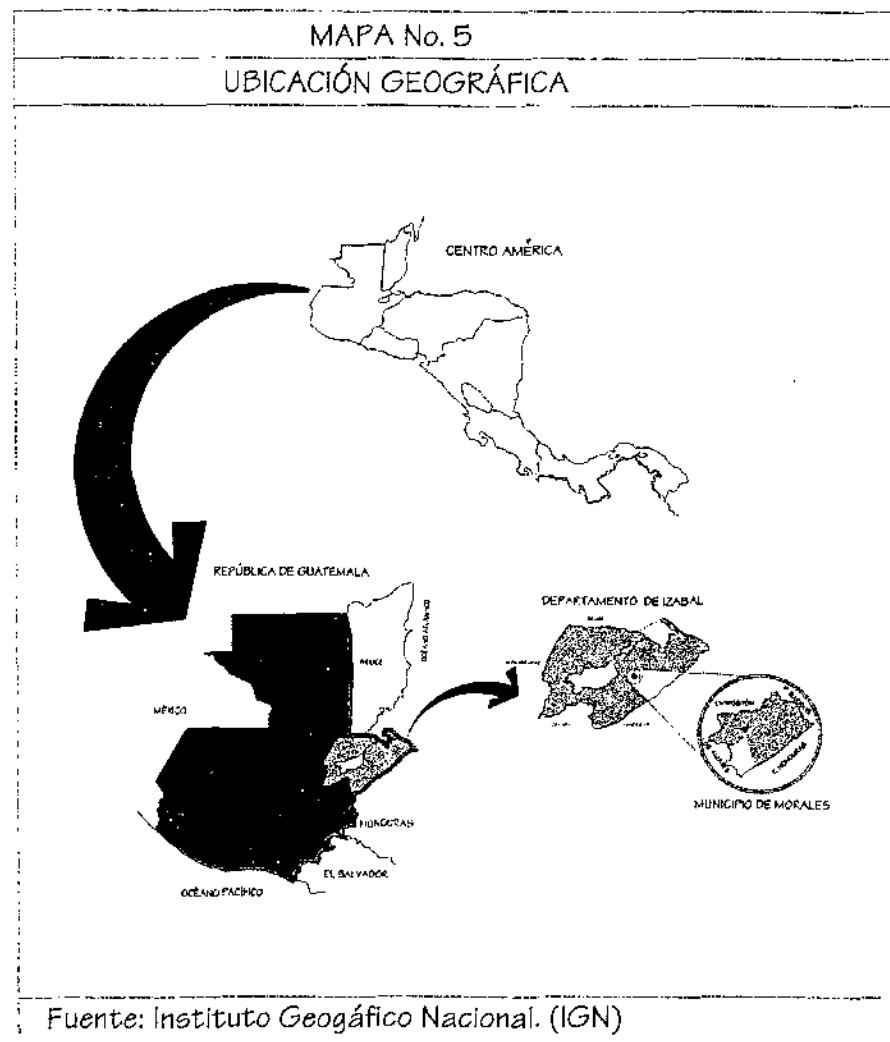 MAPA No. 5
UBICACIÓN GEOGRÁFICA
CENTRO AMÉRICA
REPÚBLICA DE GUATEMALA
DEPARTAMENTO DE IZABAL
BELICE
MÉXICO
HONDURAS
EL SALVADOR
OCÉANO PACÍFICO
MUNICIPIO DE MORALES
Fuente: Instituto Geogáfico Nacional. (IGN)